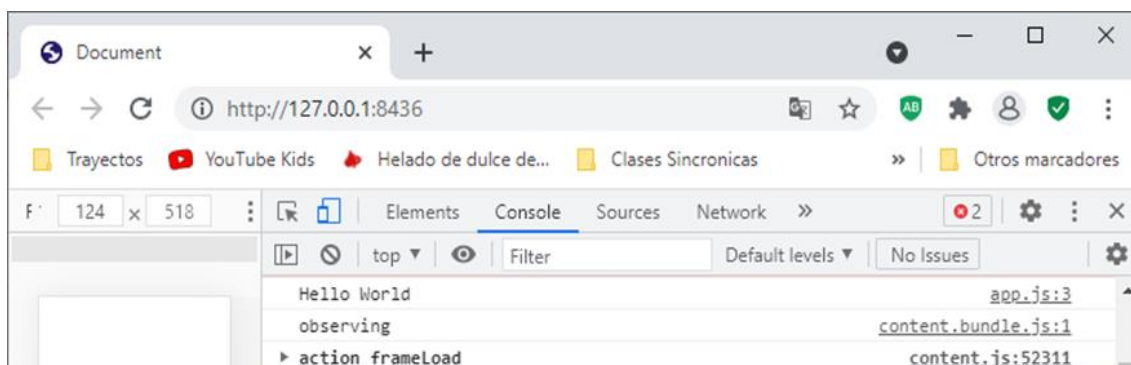 Document
http://127.0.0.1:8436
AB
Trayectos YouTube Kids Helado de dulce de... Clases Sincronicas » Otros marcadores
124 × 518 Elements Console Sources Network » 2
top Filter Default levels No Issues
Hello World app.js:3
observing content.bundle.js:1
action frameLoad content.js:52311